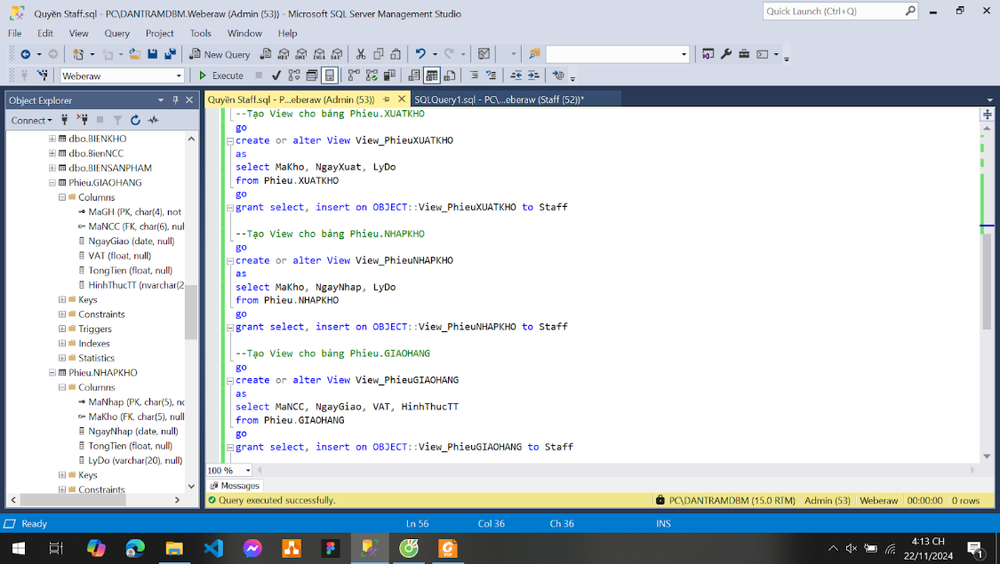 Quyền Staff.sql - PC\DANTRAMDBM.Weberaw (Admin (53)) - Microsoft SQL Server Management Studio
Quick Launch (Ctrl+Q)
File Edit View Query Project Tools Window Help
New Query
Weberaw
Execute
Object Explorer
Connect
dbo.BIENKHO
dbo.BienNCC
dbo.BIENSANPHAM
Phieu.GIAOHANG
Columns
MaGH (PK, char(4), not
MaNCC (FK, char(6), nul
NgayGiao (date, null)
VAT (float, null)
TongTien (float, null)
HinhThucTT (nvarchar(2
Keys
Constraints
Triggers
Indexes
Statistics
Phieu.NHAPKHO
Columns
MaNhap (PK, char(5), no
MaKho (FK, char(5), null
NgayNhap (date, null)
TongTien (float, null)
LyDo (varchar(20), null)
Keys
Constraints
Quyền Staff.sql - P...eberaw (Admin (53))
SQLQuery1.sql - PC\...eberaw (Staff (52))*
--Tạo View cho bảng Phieu.XUATKHO
go
create or alter View View_PhieuXUATKHO
as
select MaKho, NgayXuat, LyDo
from Phieu.XUATKHO
go
grant select, insert on OBJECT::View_PhieuXUATKHO to Staff
--Tạo View cho bảng Phieu.NHAPKHO
go
create or alter View View_PhieuNHAPKHO
as
select MaKho, NgayNhap, LyDo
from Phieu.NHAPKHO
go
grant select, insert on OBJECT::View_PhieuNHAPKHO to Staff
--Tạo View cho bảng Phieu.GIAOHANG
go
create or alter View View_PhieuGIAOHANG
as
select MaNCC, NgayGiao, VAT, HinhThucTT
from Phieu.GIAOHANG
go
grant select, insert on OBJECT::View_PhieuGIAOHANG to Staff
100 %
Messages
Query executed successfully.
PC\DANTRAMDBM (15.0 RTM) Admin (53) Weberaw 00:00:00 0 rows
Ready
Ln 56 Col 36 Ch 36 INS
4:13 CH
22/11/2024
1